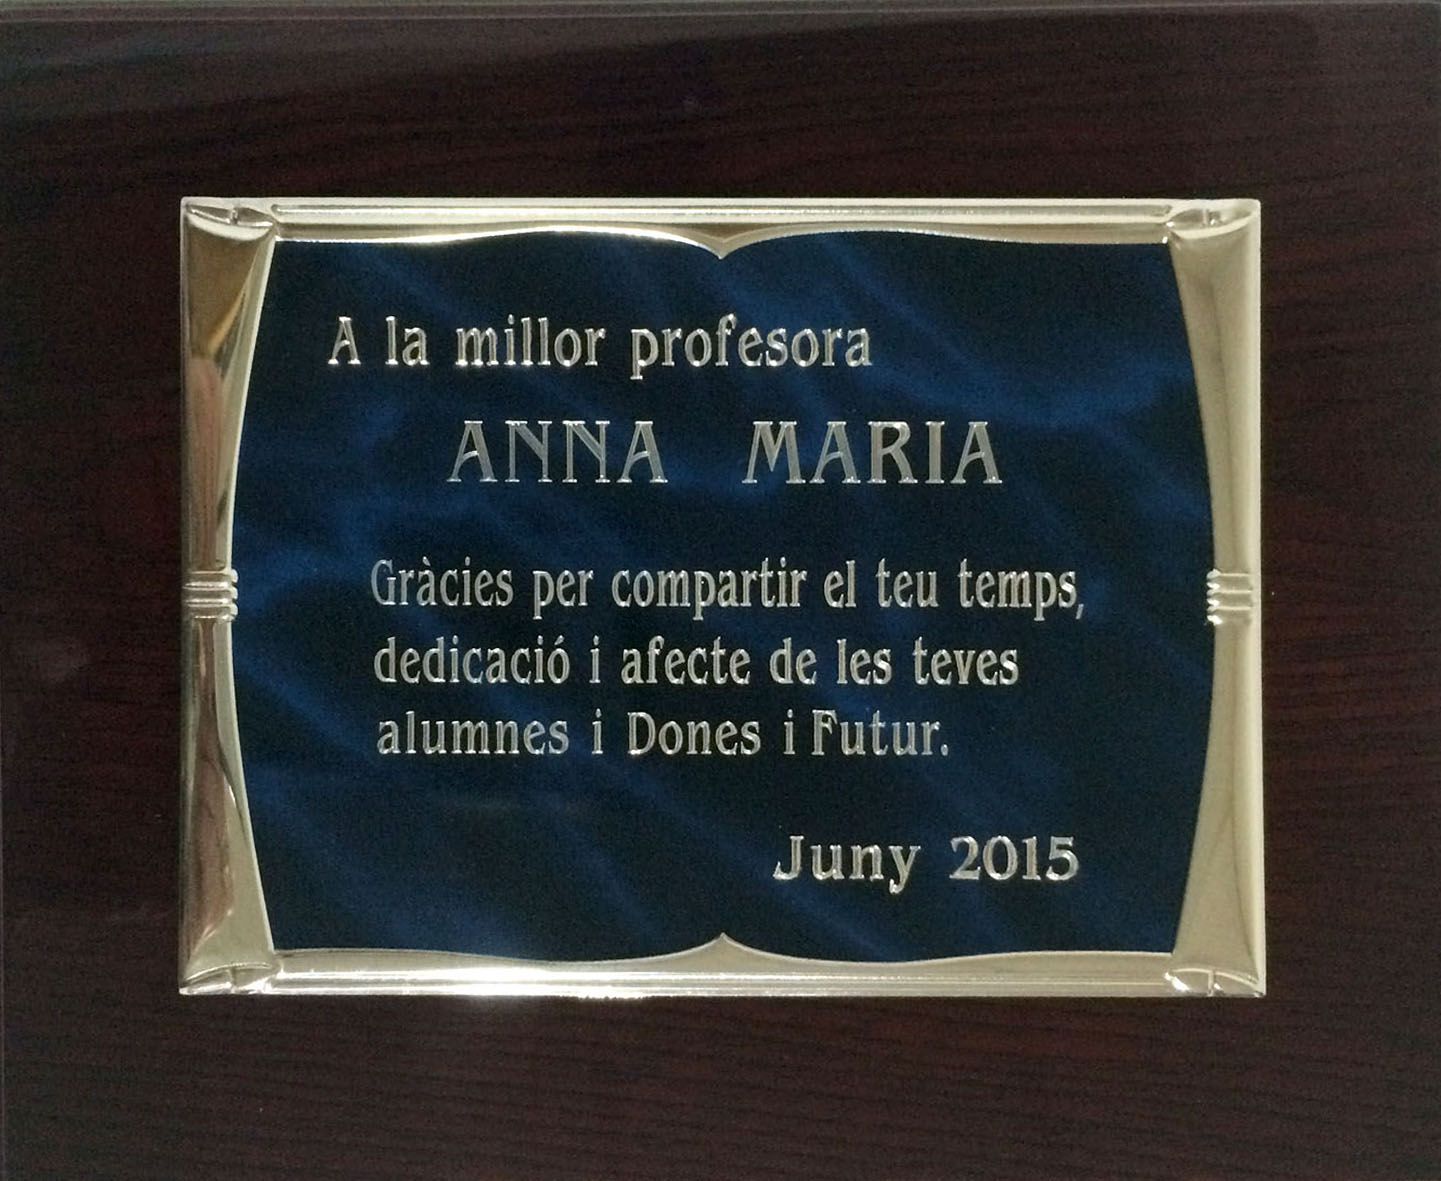 A la millor profesora
ANNA MARIA
Gràcies per compartir el teu temps,
dedicació i afecte de les teves
alumnes i Dones i Futur.
Juny 2015